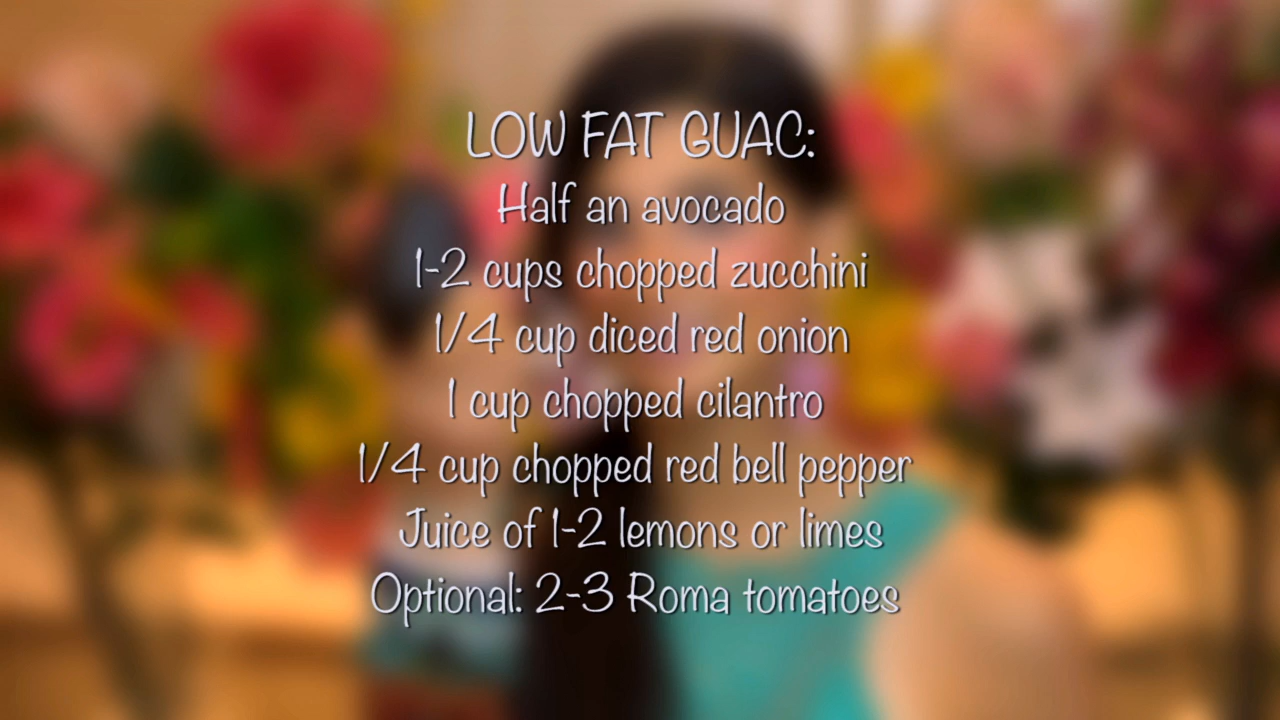 LOW FAT GUAC:
Half an avocado
1-2 cups chopped zucchini
1/4 cup diced red onion
1 cup chopped cilantro
1/4 cup chopped red bell pepper
Juice of 1-2 lemons or limes
Optional: 2-3 Roma tomatoes